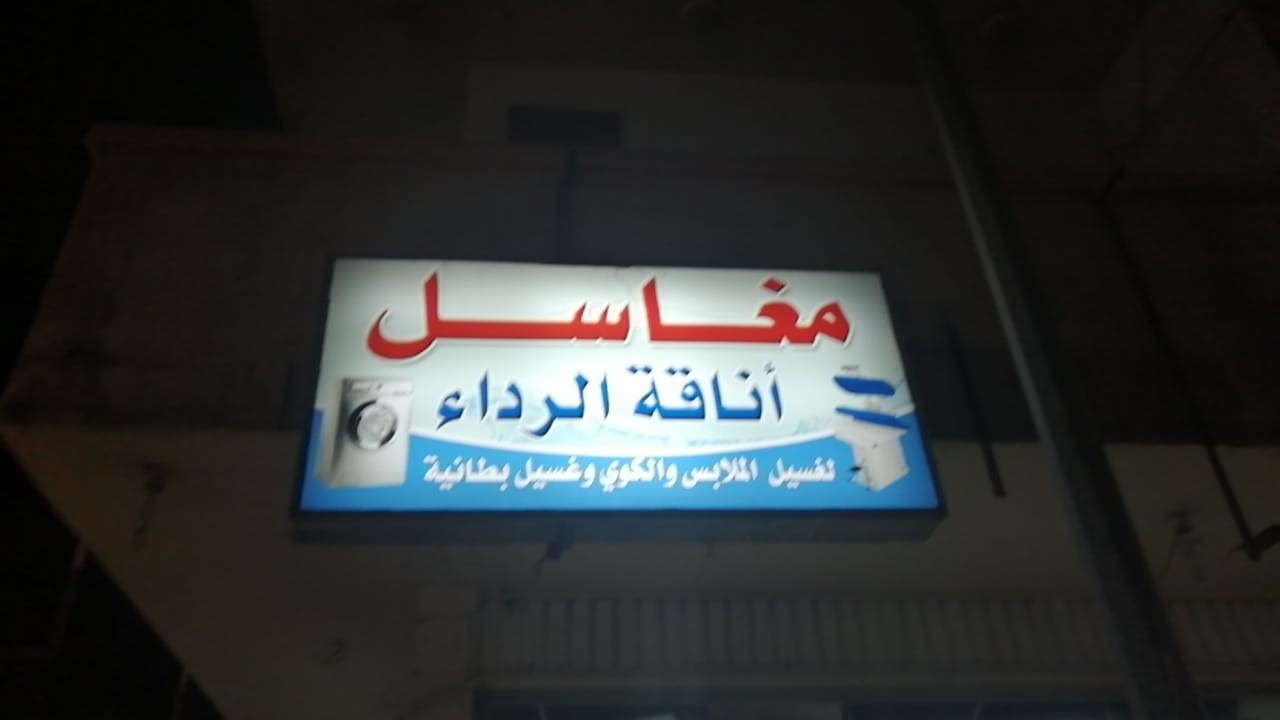 مغاسل
أناقة الرداء
لغسيل الملابس والكوي وغسيل بطانية